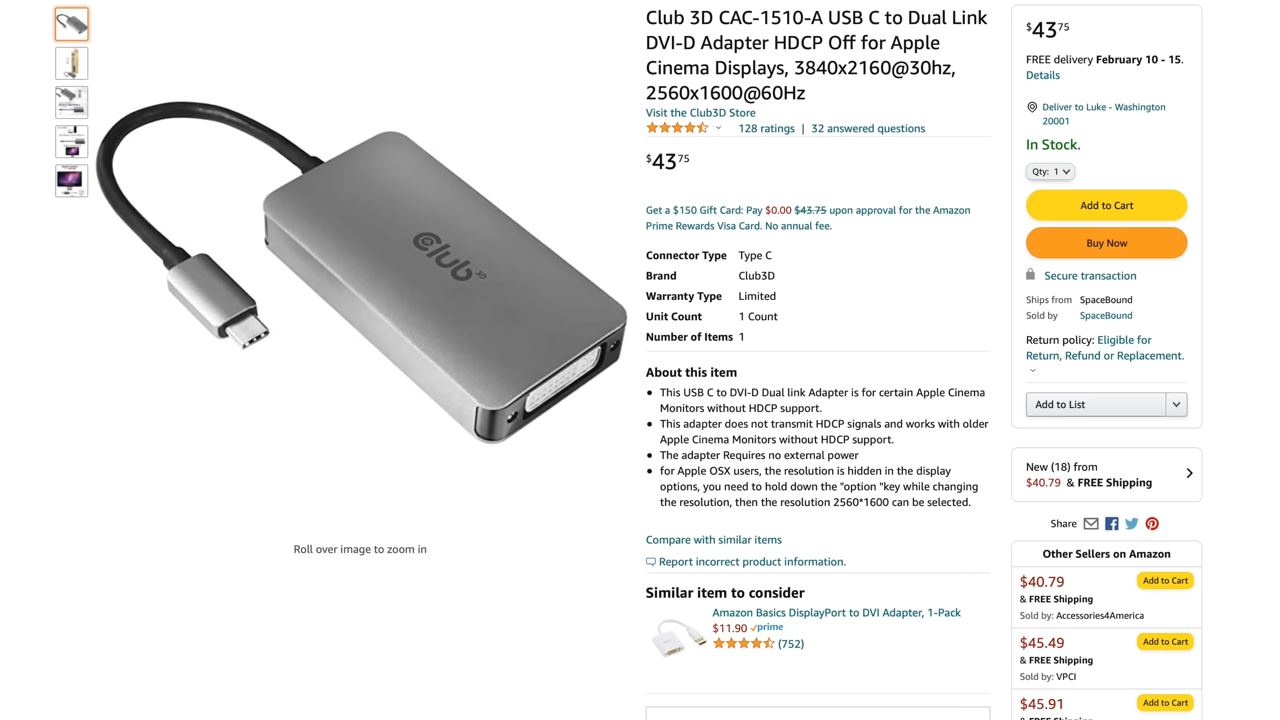 Club 3D CAC-1510-A USB C to Dual Link
DVI-D Adapter HDCP Off for Apple
Cinema Displays, 3840x2160@30hz,
2560x1600@60Hz
Visit the Club3D Store
128 ratings | 32 answered questions
$43 75
Get a $150 Gift Card: Pay $0.00 $43.75 upon approval for the Amazon
Prime Rewards Visa Card. No annual fee.
Connector Type Type C
Brand Club3D
Warranty Type Limited
Unit Count 1 Count
Number of Items 1
About this item
This USB C to DVI-D Dual link Adapter is for certain Apple Cinema
Monitors without HDCP support.
This adapter does not transmit HDCP signals and works with older
Apple Cinema Monitors without HDCP support.
The adapter Requires no external power
for Apple OSX users, the resolution is hidden in the display
options, you need to hold down the "option "key while changing
the resolution, then the resolution 2560*1600 can be selected.
Compare with similar items
Report incorrect product information.
Similar item to consider
Amazon Basics DisplayPort to DVI Adapter, 1-Pack
$11.90 prime
(752)
Club 3D
Roll over image to zoom in
$43 75
FREE delivery February 10 - 15.
Details
Deliver to Luke - Washington
20001
In Stock.
Qty: 1
Add to Cart
Buy Now
Secure transaction
Ships from SpaceBound
Sold by SpaceBound
Return policy: Eligible for
Return, Refund or Replacement.
Add to List
New (18) from
$40.79 & FREE Shipping
Share
Other Sellers on Amazon
$40.79 Add to Cart
& FREE Shipping
Sold by: Accessories4America
$45.49 Add to Cart
& FREE Shipping
Sold by: VPCI
$45.91 Add to Cart